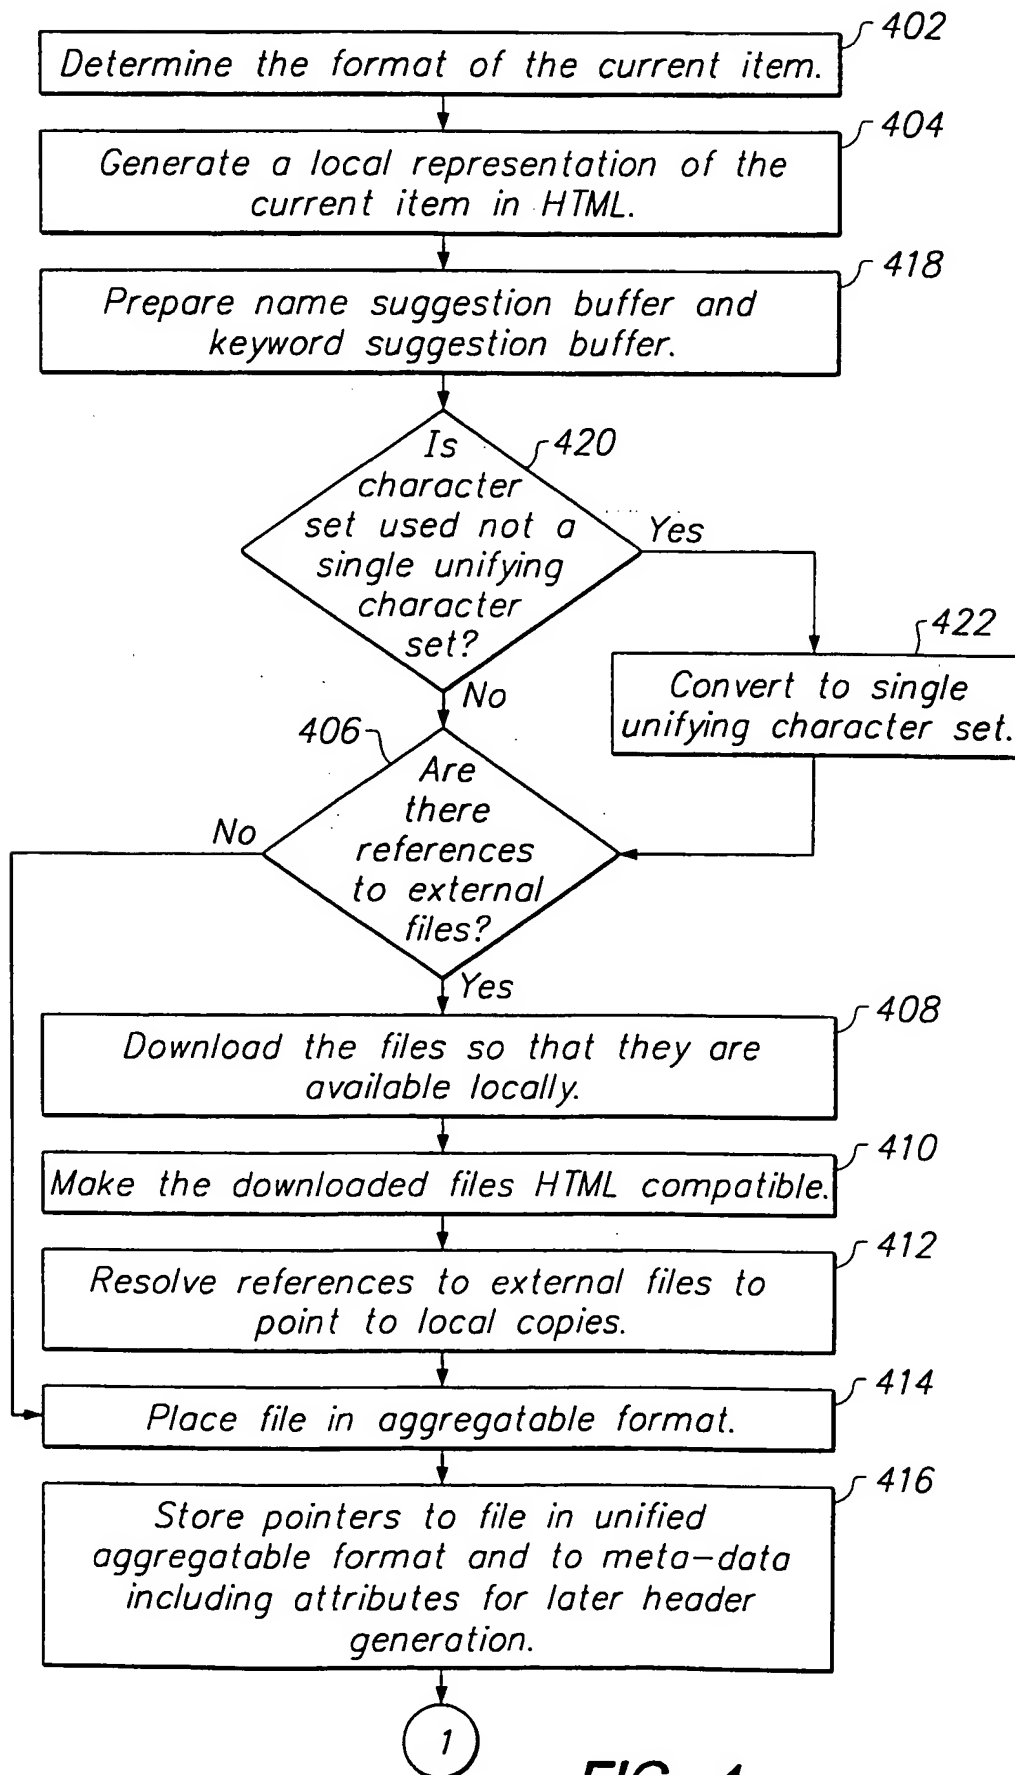 402
Determine the format of the current item.
404
Generate a local representation of the
current item in HTML.
418
Prepare name suggestion buffer and
keyword suggestion buffer.
420
Is
character
set used not a
single unifying
character
set?
Yes
No
422
Convert to single
unifying character set.
406
Are
there
references
to external
files?
No
Yes
408
Download the files so that they are
available locally.
410
Make the downloaded files HTML compatible.
412
Resolve references to external files to
point to local copies.
414
Place file in aggregatable format.
416
Store pointers to file in unified
aggregatable format and to meta-data
including attributes for later header
generation.
1
FIG. 4